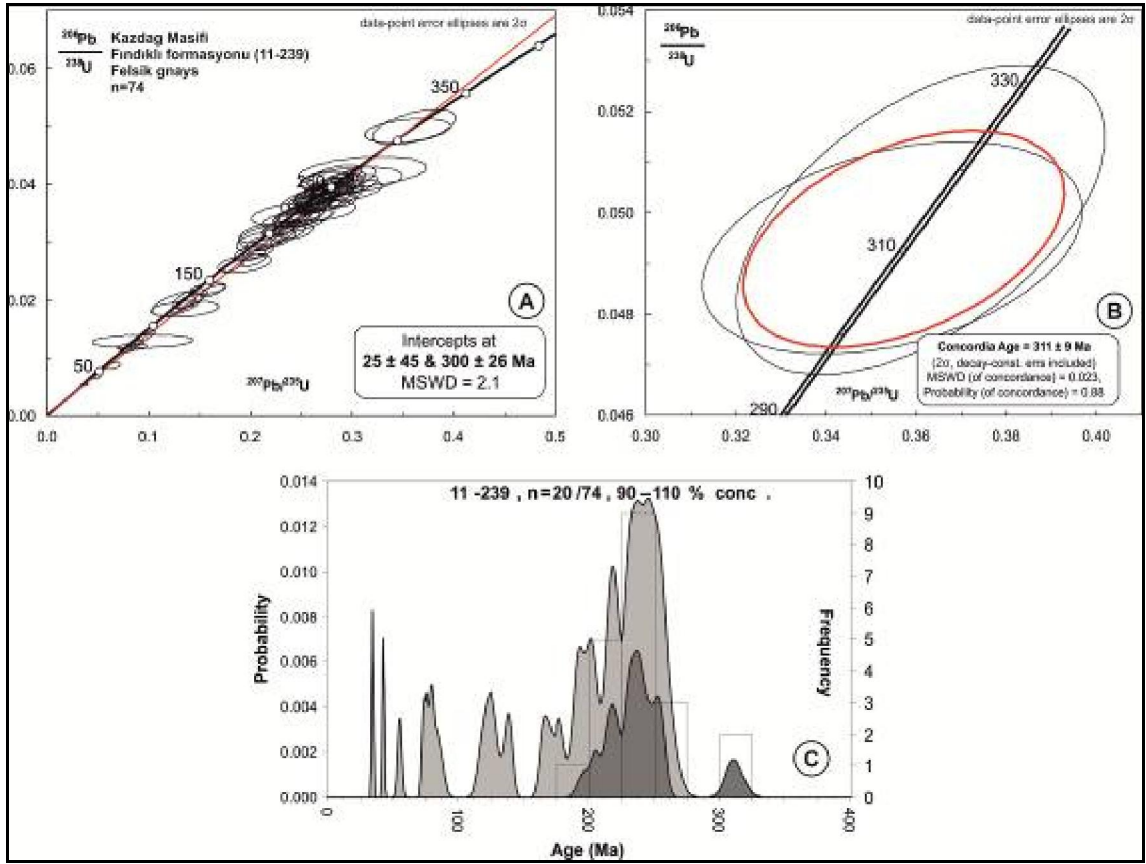 data-point error ellipses are 2σ
206Pb
238U
Kazdag Masifi
Fındıklı formasyonu (11-239)
Felsik gnays
n=74
0.06
0.04
0.02
0.00
350
150
50
A
Intercepts at
25 ± 45 & 300 ± 26 Ma
MSWD = 2.1
207Pb/235U
0.0 0.1 0.2 0.3 0.4 0.5
data-point error ellipses are 2σ
206Pb
238U
0.054
0.052
0.050
0.048
0.046
330
310
290
B
Concordia Age = 311 ± 9 Ma
(2σ, decay-const. errs included)
MSWD (of concordance) = 0.023,
Probability (of concordance) = 0.88
207Pb/235U
0.30 0.32 0.34 0.36 0.38 0.40
11 -239 , n=20 /74 , 90 –110 % conc .
Probability
0.014
0.012
0.010
0.008
0.006
0.004
0.002
0.000
Frequency
10
9
8
7
6
5
4
3
2
1
0
C
0 100 200 300 400
Age (Ma)